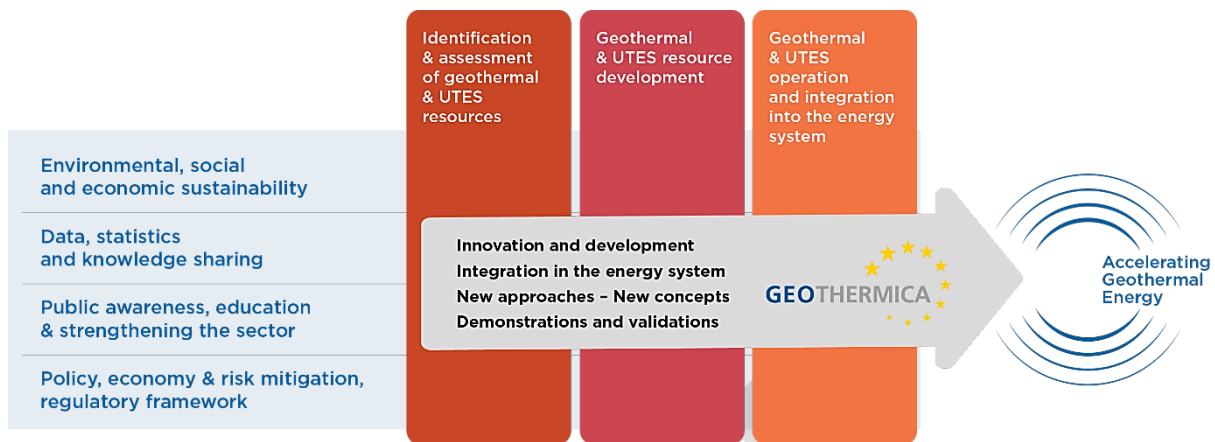 Identification
& assessment
of geothermal
& UTES
resources
Geothermal
& UTES resource
development
Geothermal
& UTES
operation
and integration
into the energy
system
Environmental, social
and economic sustainability
Data, statistics
and knowledge sharing
Public awareness, education
& strengthening the sector
Policy, economy & risk mitigation,
regulatory framework
Innovation and development
Integration in the energy system
New approaches – New concepts
Demonstrations and validations
GEOTHERMICA
Accelerating
Geothermal
Energy